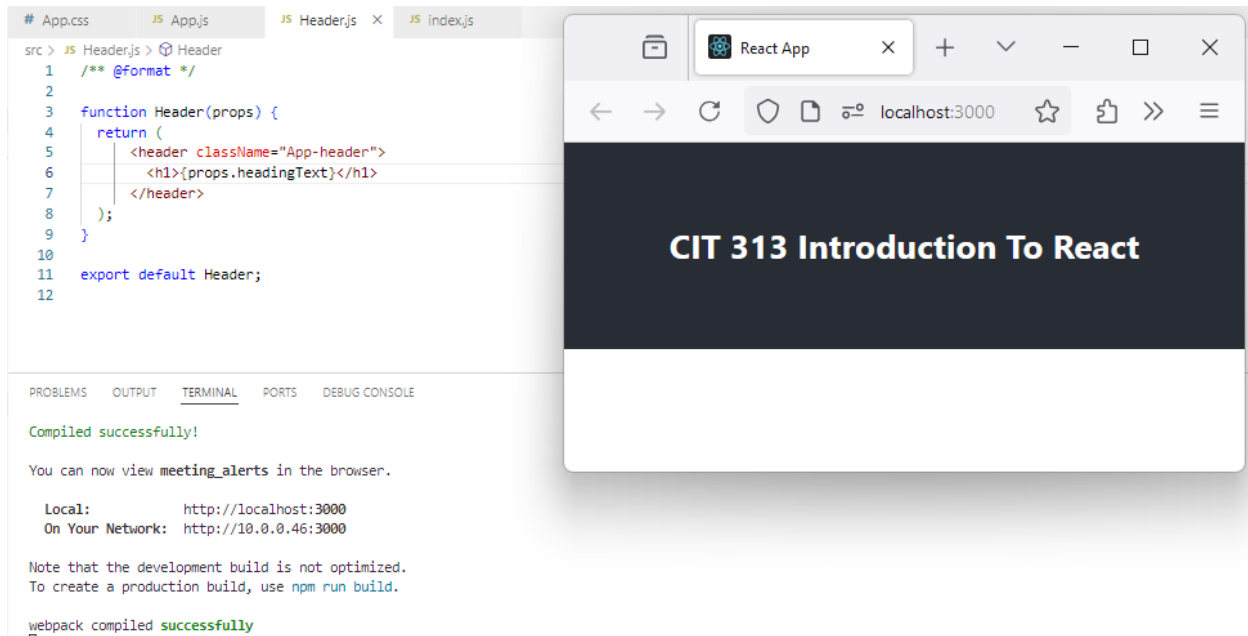 # App.css JS App.js JS Header.js JS index.js
src > JS Header.js > Header
1 /** @format */
2
3 function Header(props) {
4 return (
5 <header className="App-header">
6 <h1>{props.headingText}</h1>
7 </header>
8 );
9 }
10
11 export default Header;
12
PROBLEMS OUTPUT TERMINAL PORTS DEBUG CONSOLE
Compiled successfully!
You can now view meeting_alerts in the browser.
Local: http://localhost:3000
On Your Network: http://10.0.0.46:3000
Note that the development build is not optimized.
To create a production build, use npm run build.
webpack compiled successfully
React App
localhost:3000
CIT 313 Introduction To React